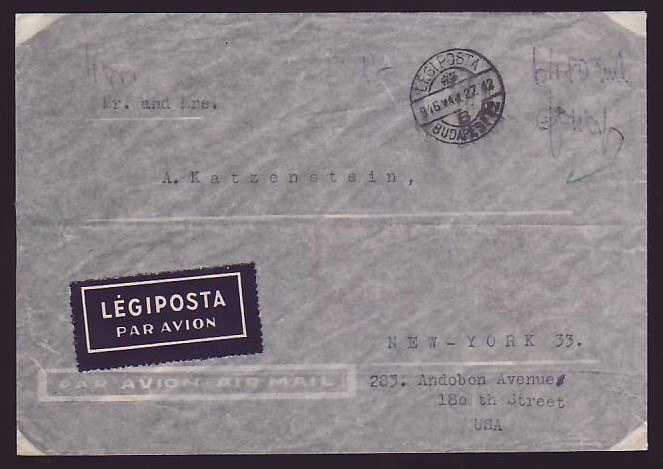 Mr. and Mrs.
LÉGIPOSTA
BUDAPEST
B
A. Katzenstein,
LÉGIPOSTA
PAR AVION
NEW-YORK 33.
PAR AVION AIR MAIL
283. Andobon Avenue,
180 th Street
USA